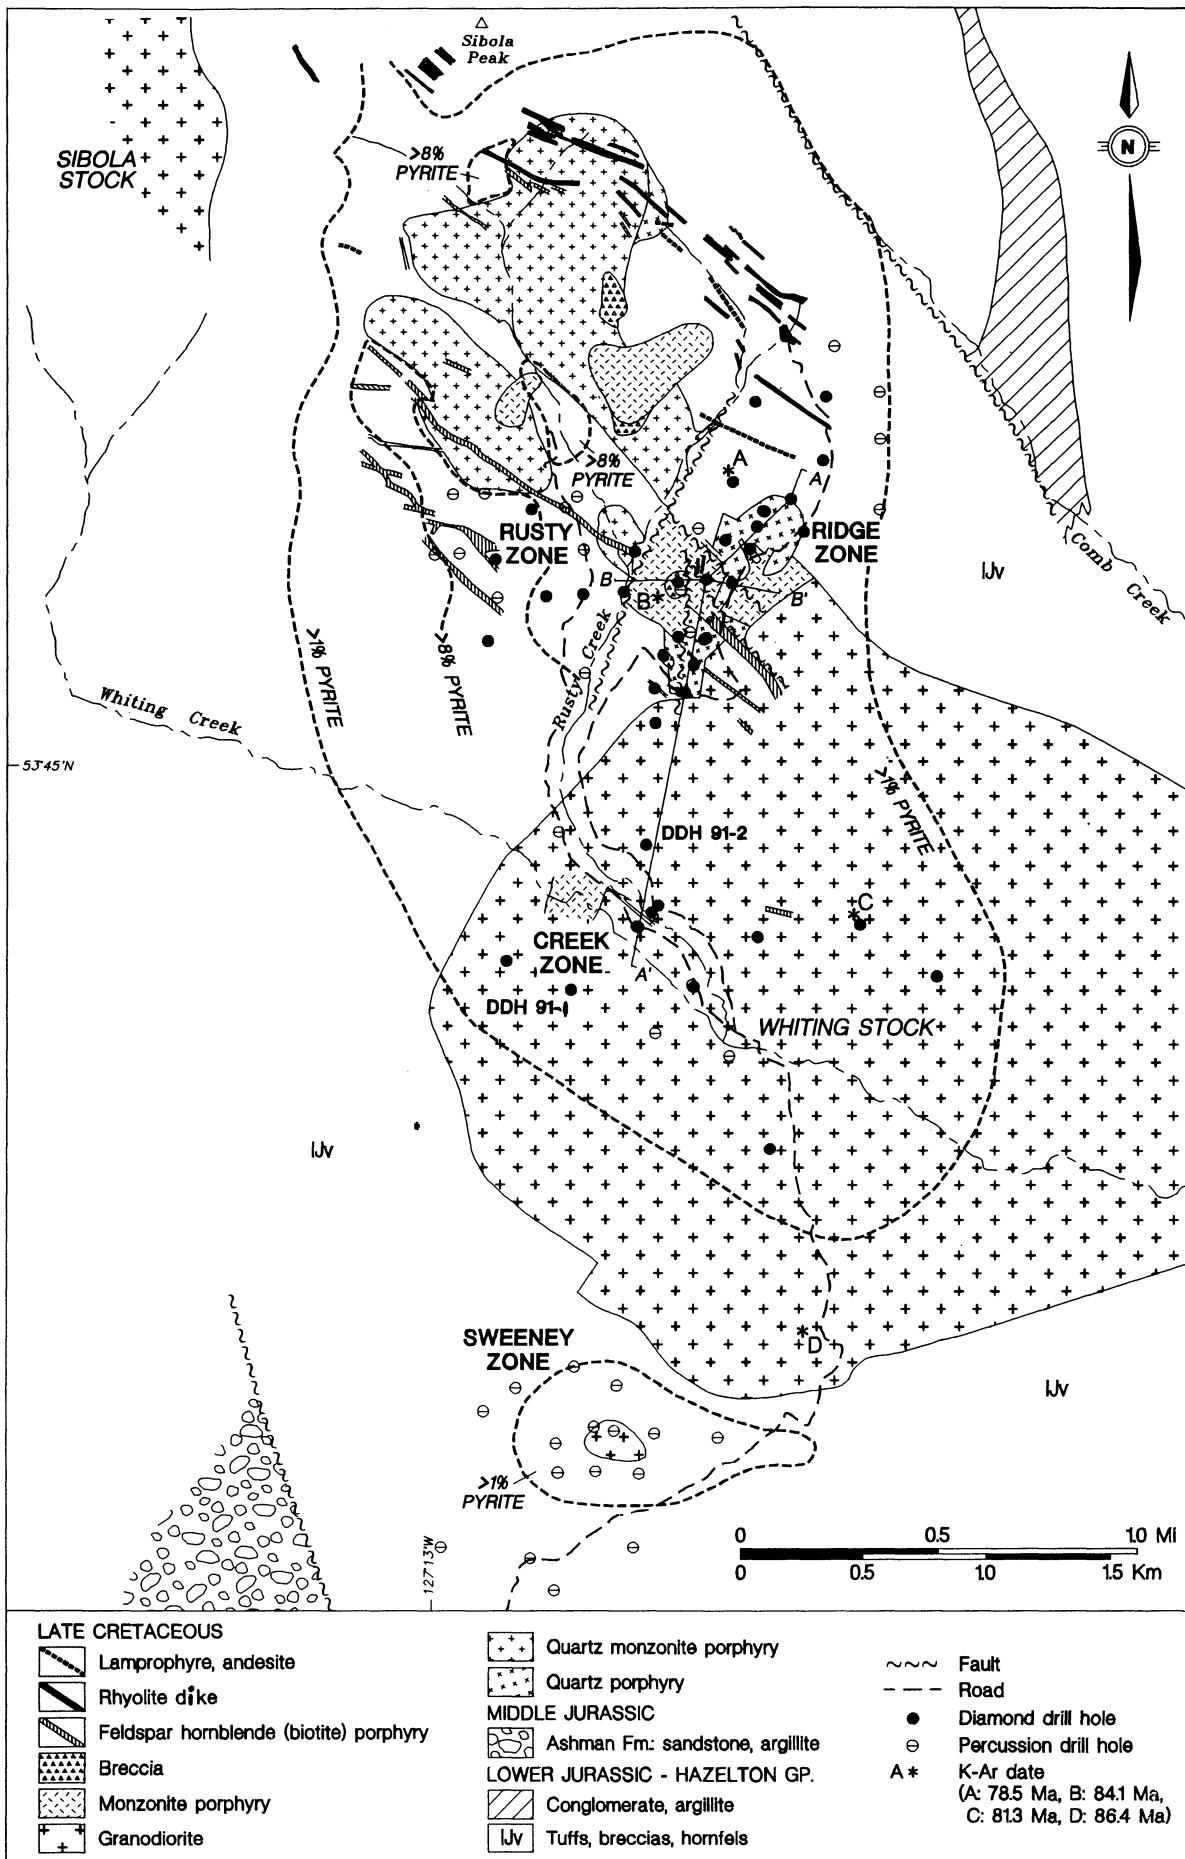 Sibola
Peak
N
SIBOLA
STOCK
>8%
PYRITE
A
A
>8%
PYRITE
RUSTY
ZONE
RIDGE
ZONE
Comb Creek
lJv
B
B
B'
Rusty Creek
>1% PYRITE
>8% PYRITE
Whiting Creek
53°45'N
>1% PYRITE
DDH 91-2
C
CREEK
ZONE
A'
DDH 91-1
WHITING STOCK
lJv
SWEENEY
ZONE
D
lJv
>1%
PYRITE
127°13'W
0 0.5 1.0 Mi
0 0.5 1.0 1.5 Km
LATE CRETACEOUS
Lamprophyre, andesite
Rhyolite dike
Feldspar hornblende (biotite) porphyry
Breccia
Monzonite porphyry
Granodiorite
Quartz monzonite porphyry
Quartz porphyry
MIDDLE JURASSIC
Ashman Fm.: sandstone, argillite
LOWER JURASSIC - HAZELTON GP.
Conglomerate, argillite
lJv Tuffs, breccias, hornfels
Fault
Road
Diamond drill hole
Percussion drill hole
A * K-Ar date
(A: 78.5 Ma, B: 84.1 Ma,
C: 81.3 Ma, D: 86.4 Ma)